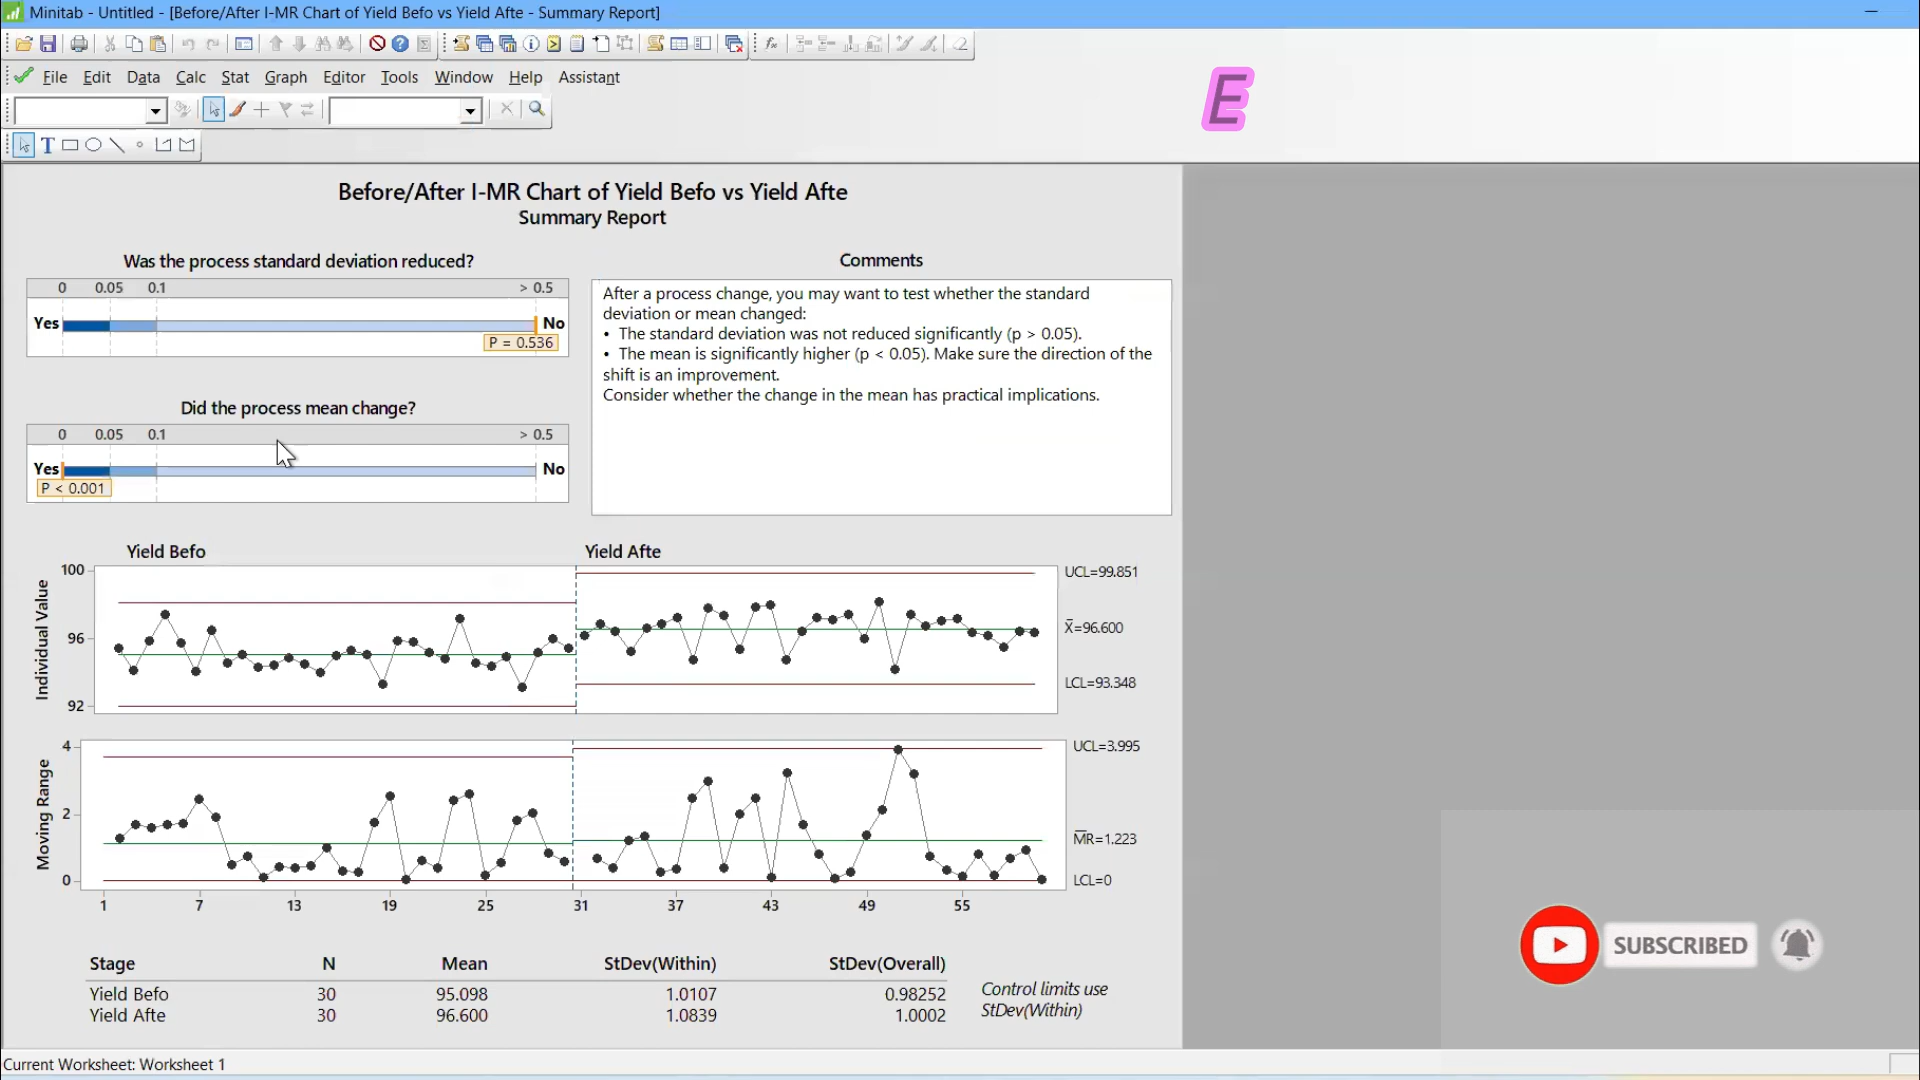 Minitab - Untitled - [Before/After I-MR Chart of Yield Befo vs Yield Afte - Summary Report]
File Edit Data Calc Stat Graph Editor Tools Window Help Assistant
E
Before/After I-MR Chart of Yield Befo vs Yield Afte
Summary Report
Was the process standard deviation reduced?
0 0.05 0.1 > 0.5
Yes No
P = 0.536
Did the process mean change?
0 0.05 0.1 > 0.5
Yes No
P < 0.001
Comments
After a process change, you may want to test whether the standard
deviation or mean changed:
• The standard deviation was not reduced significantly (p > 0.05).
• The mean is significantly higher (p < 0.05). Make sure the direction of the
shift is an improvement.
Consider whether the change in the mean has practical implications.
Yield Befo Yield Afte
Individual Value
100
96
92
UCL=99.851
X̄=96.600
LCL=93.348
Moving Range
4
2
0
UCL=3.995
M̅R̅=1.223
LCL=0
1 7 13 19 25 31 37 43 49 55
Stage N Mean StDev(Within) StDev(Overall)
Yield Befo 30 95.098 1.0107 0.98252
Yield Afte 30 96.600 1.0839 1.0002
Control limits use
StDev(Within)
SUBSCRIBED
Current Worksheet: Worksheet 1